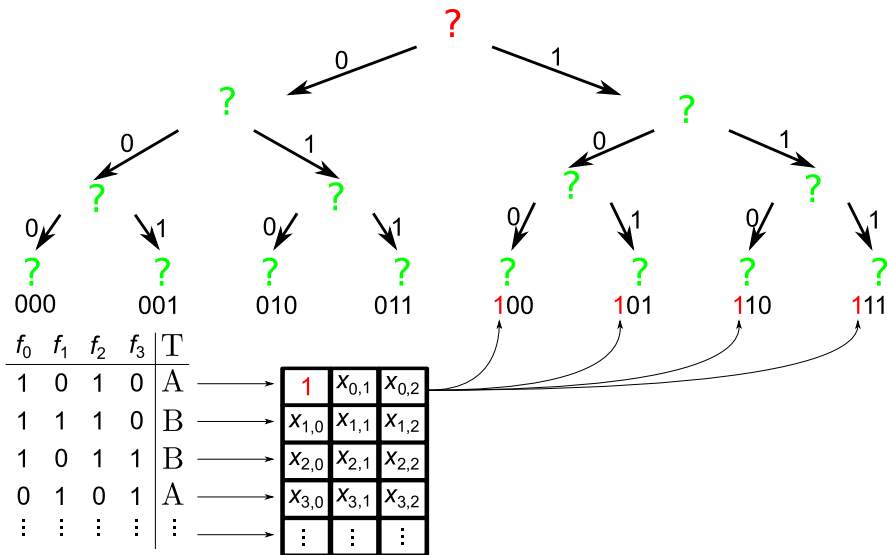 ?
0 1
? ?
0 1 0 1
? ? ? ?
0 1 0 1 0 1 0 1
? ? ? ? ? ? ? ?
000 001 010 011 100 101 110 111
f0 f1 f2 f3 T
1 0 1 0 A 1 x0,1 x0,2
1 1 1 0 B x1,0 x1,1 x1,2
1 0 1 1 B x2,0 x2,1 x2,2
0 1 0 1 A x3,0 x3,1 x3,2
⋮ ⋮ ⋮ ⋮ ⋮ ⋮ ⋮ ⋮